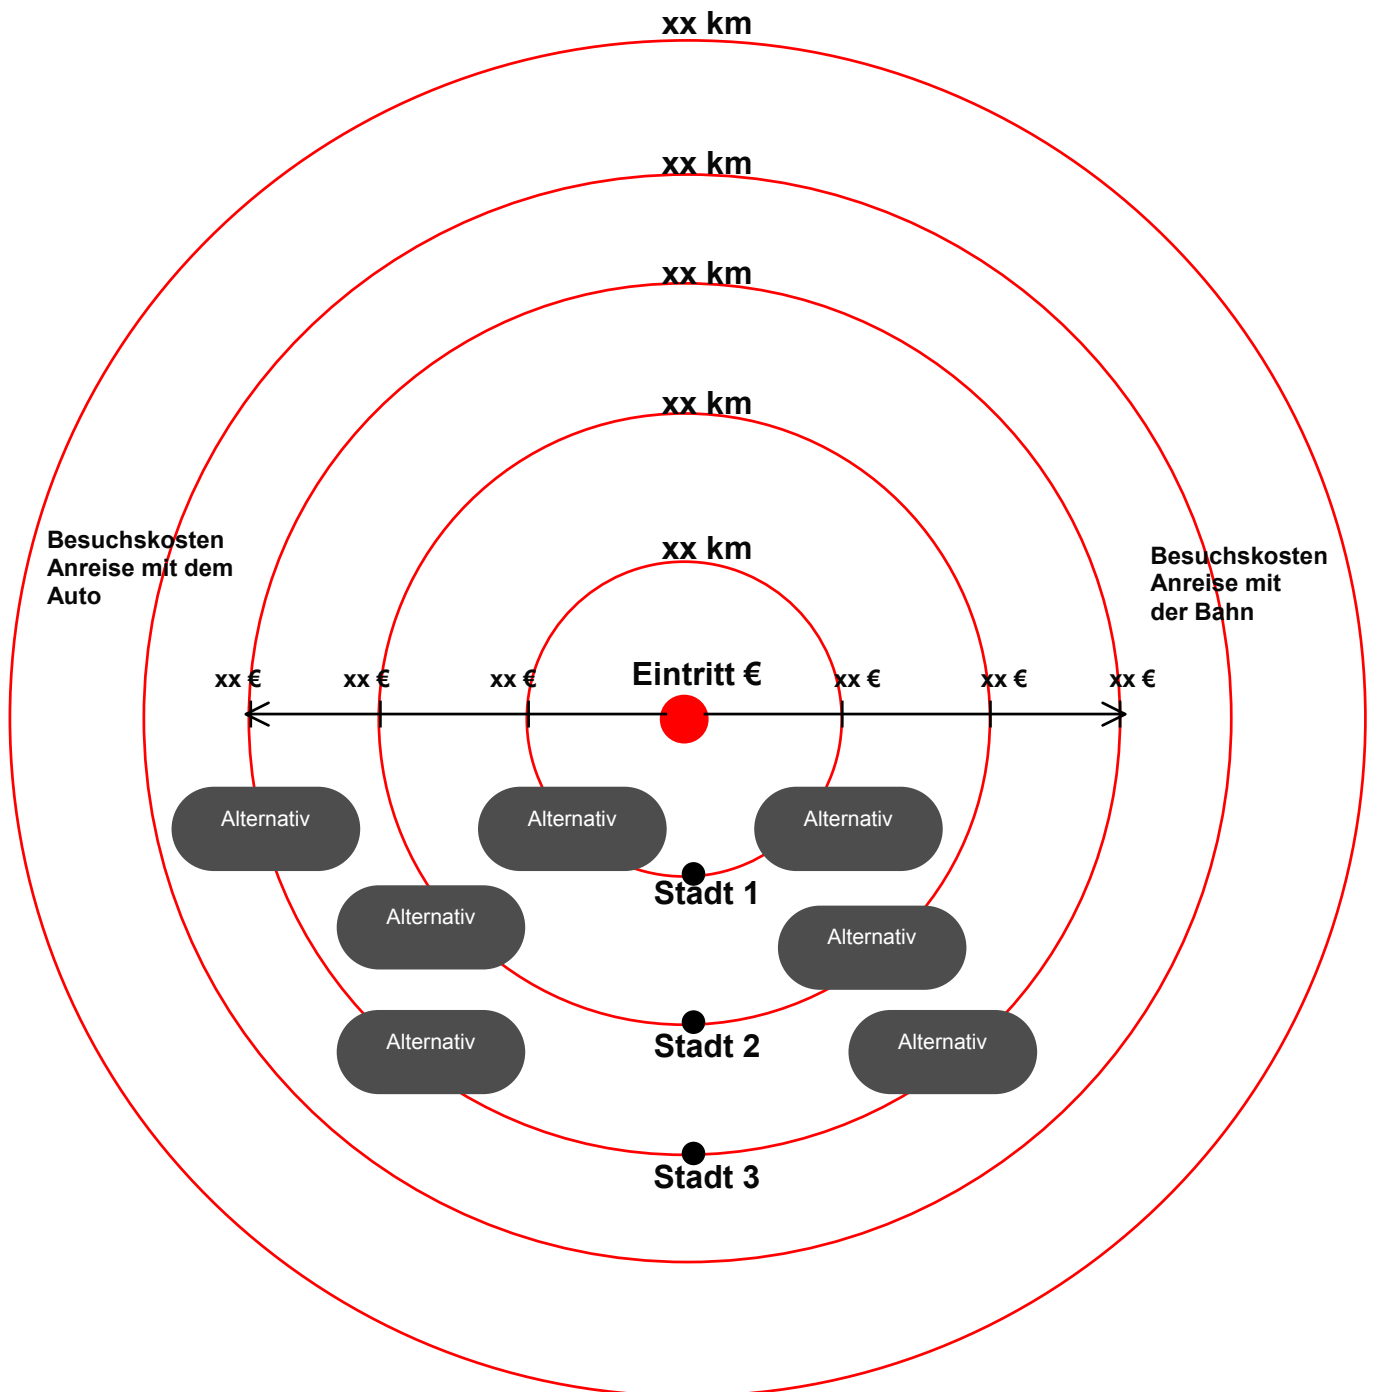 xx km
xx km
xx km
xx km
xx km
Besuchskosten
Anreise mit dem
Auto
Besuchskosten
Anreise mit
der Bahn
Eintritt €
xx €
xx €
xx €
xx €
xx €
xx €
Alternativ
Alternativ
Alternativ
Stadt 1
Alternativ
Alternativ
Stadt 2
Alternativ
Alternativ
Stadt 3